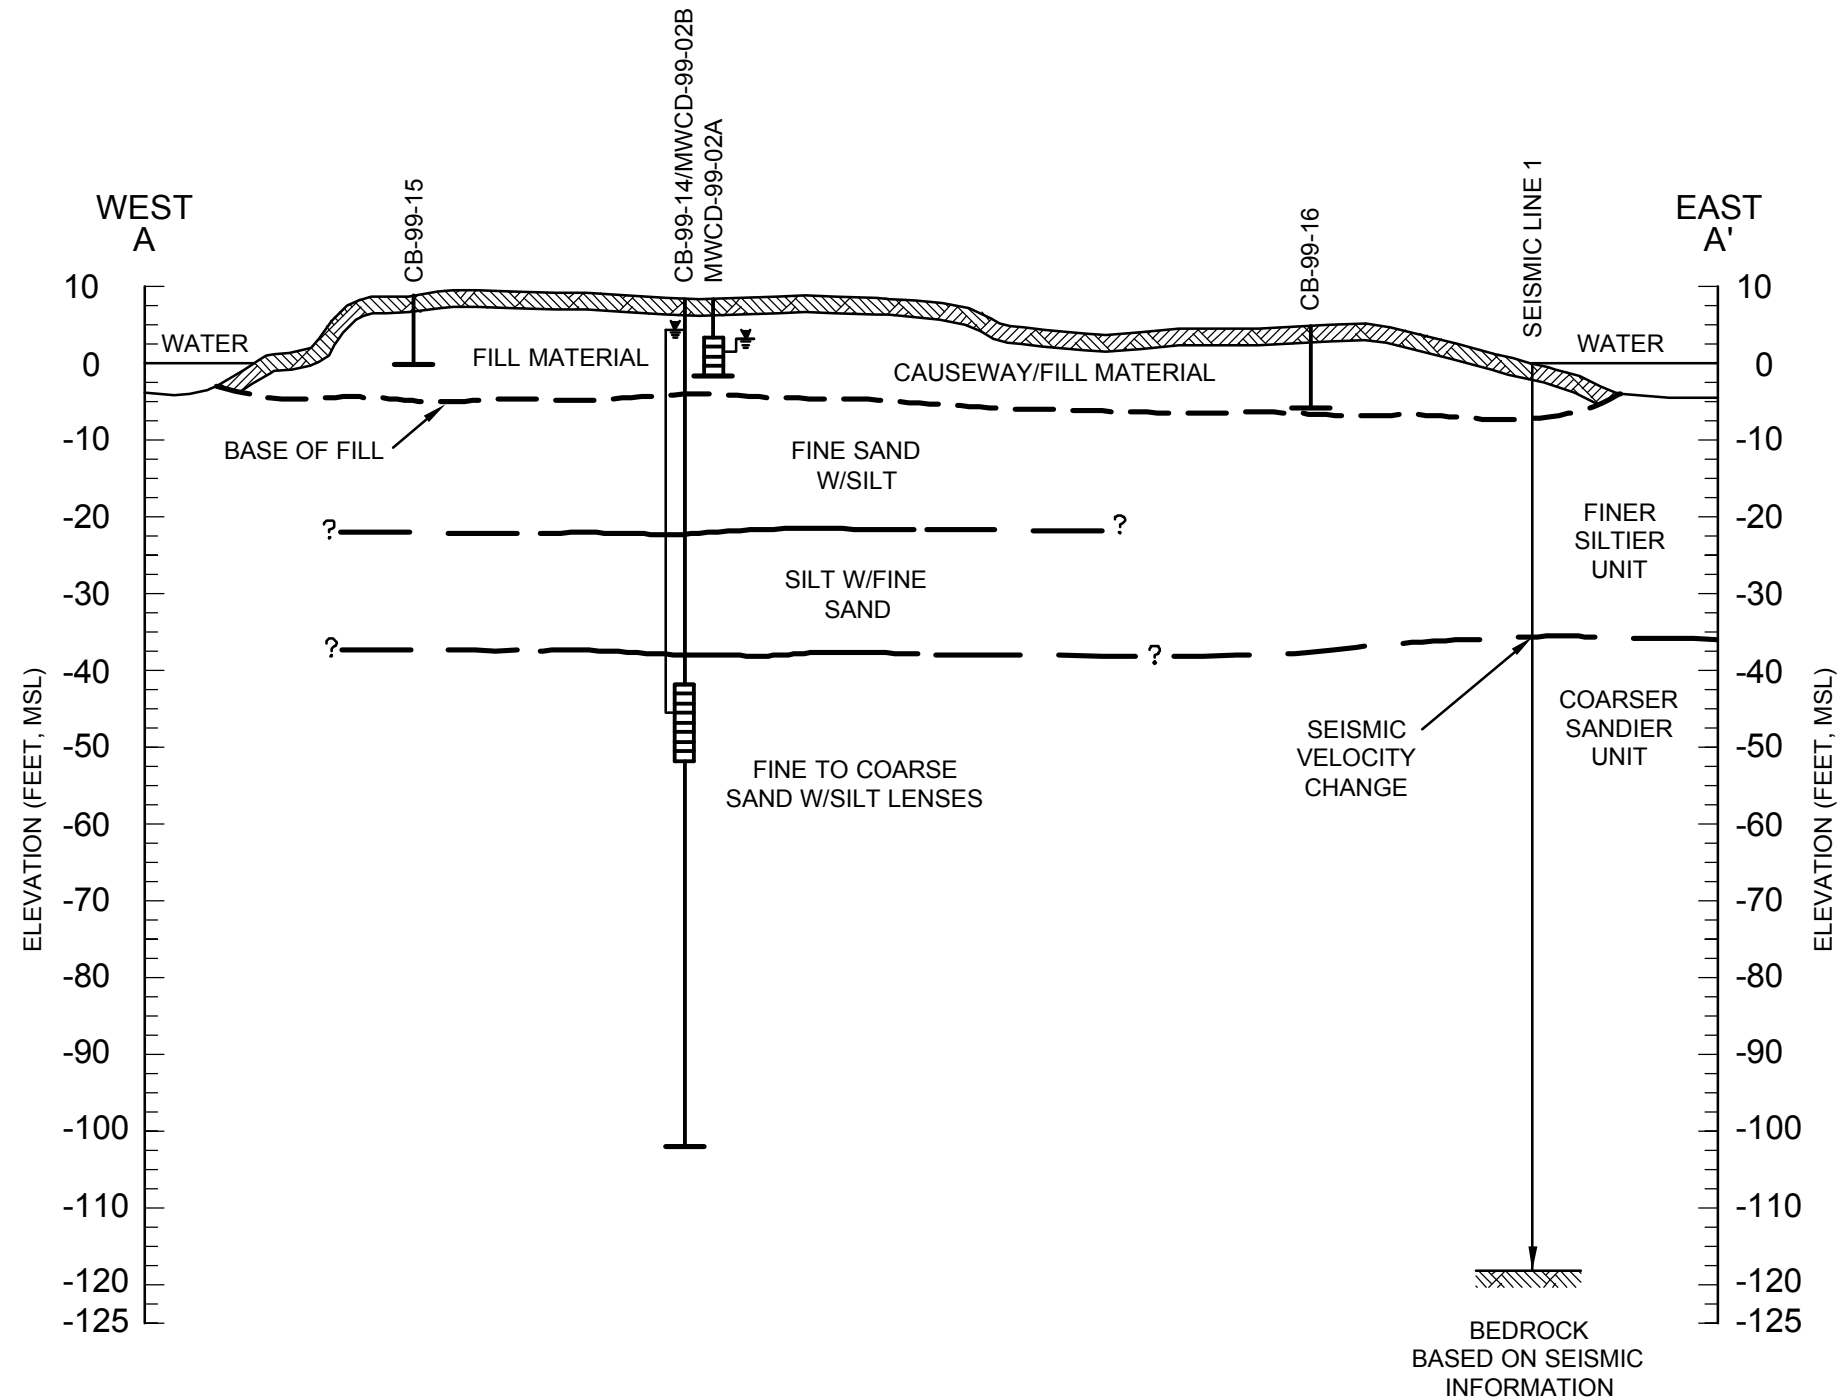 CB-99-14/MWCD-99-02B
MWCD-99-02A
CB-99-15
CB-99-16
SEISMIC LINE 1
WEST
A
EAST
A'
10
0
-10
-20
-30
-40
-50
-60
-70
-80
-90
-100
-110
-120
-125
ELEVATION (FEET, MSL)
WATER
FILL MATERIAL
CAUSEWAY/FILL MATERIAL
WATER
BASE OF FILL
FINE SAND
W/SILT
?
?
FINER
SILTIER
UNIT
SILT W/FINE
SAND
?
?
SEISMIC
VELOCITY
CHANGE
COARSER
SANDIER
UNIT
FINE TO COARSE
SAND W/SILT LENSES
BEDROCK
BASED ON SEISMIC
INFORMATION
10
0
-10
-20
-30
-40
-50
-60
-70
-80
-90
-100
-110
-120
-125
ELEVATION (FEET, MSL)